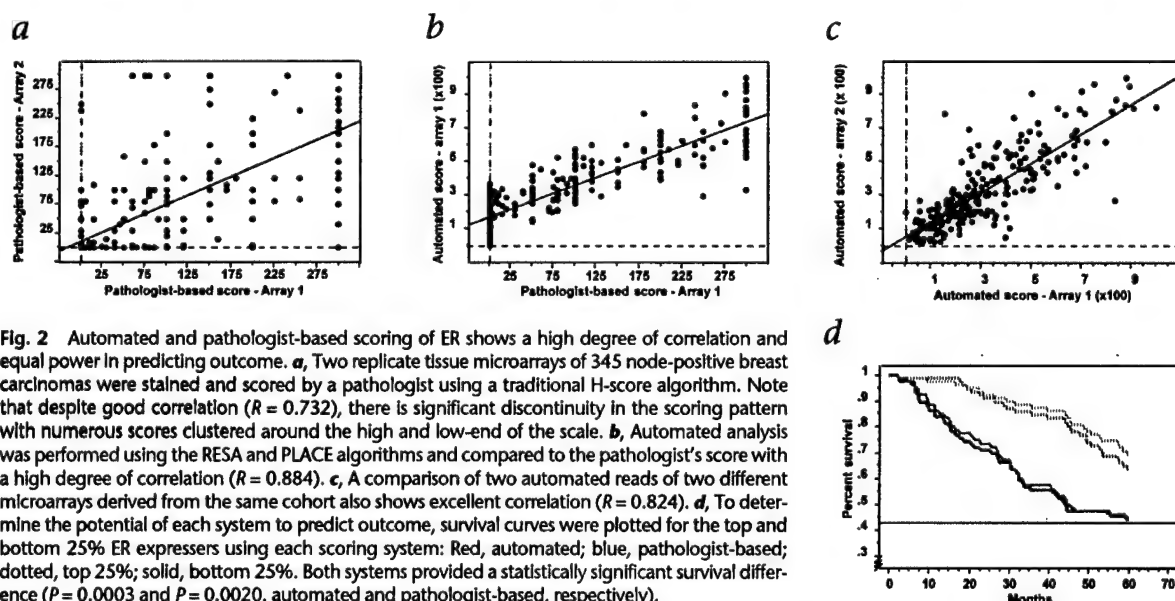 a
275
225
175
125
75
25
Pathologist-based score - Array 2
25 75 125 175 225 275
Pathologist-based score - Array 1
b
9
7
5
3
1
Automated score - array 1 (x100)
25 75 125 175 225 275
Pathologist-based score - Array 1
c
9
7
5
3
1
Automated score - array 2 (x 100)
1 3 5 7 9
Automated score - Array 1 (x100)
Fig. 2 Automated and pathologist-based scoring of ER shows a high degree of correlation and
equal power in predicting outcome. a, Two replicate tissue microarrays of 345 node-positive breast
carcinomas were stained and scored by a pathologist using a traditional H-score algorithm. Note
that despite good correlation (R = 0.732), there is significant discontinuity in the scoring pattern
with numerous scores clustered around the high and low-end of the scale. b, Automated analysis
was performed using the RESA and PLACE algorithms and compared to the pathologist's score with
a high degree of correlation (R = 0.884). c, A comparison of two automated reads of two different
microarrays derived from the same cohort also shows excellent correlation (R = 0.824). d, To deter-
mine the potential of each system to predict outcome, survival curves were plotted for the top and
bottom 25% ER expressers using each scoring system: Red, automated; blue, pathologist-based;
dotted, top 25%; solid, bottom 25%. Both systems provided a statistically significant survival differ-
ence (P = 0.0003 and P = 0.0020, automated and pathologist-based, respectively).
d
1
.9
.8
.7
.6
.5
.4
.3
Percent survival
0 10 20 30 40 50 60 70
Months